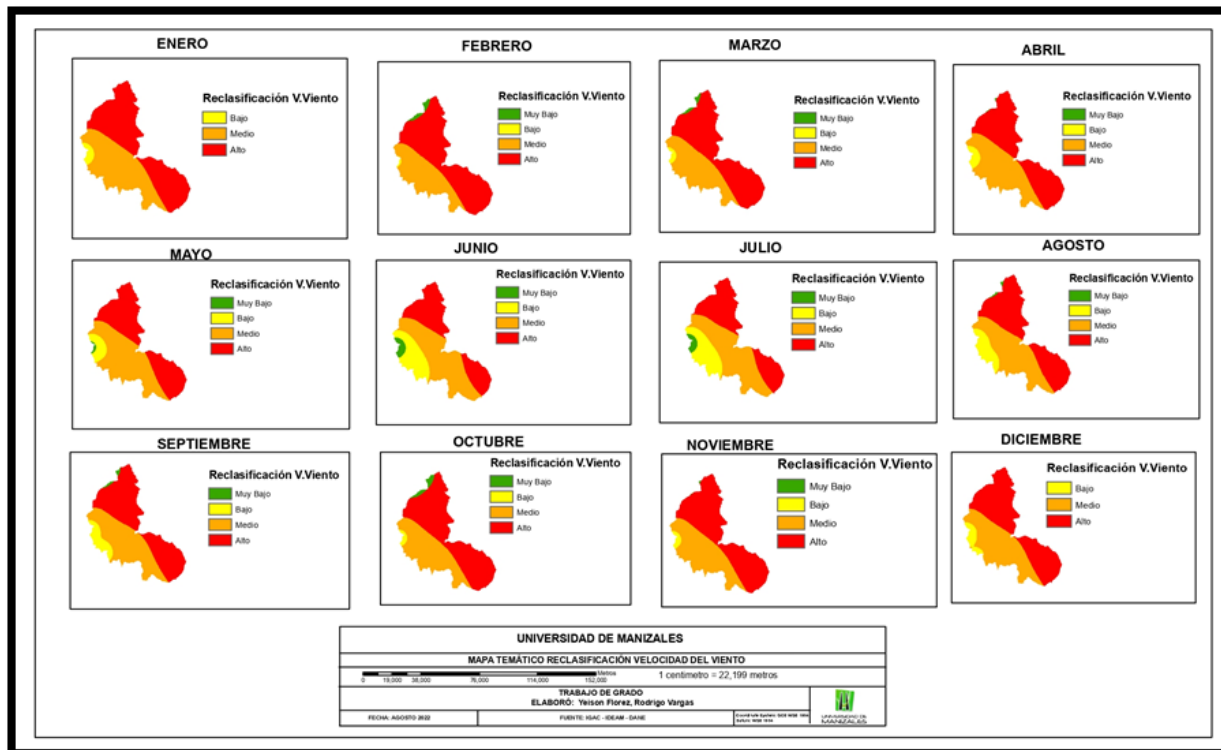 ENERO
Reclasificación V.Viento
Bajo
Medio
Alto
FEBRERO
Reclasificación V.Viento
Muy Bajo
Bajo
Medio
Alto
MARZO
Reclasificación V.Viento
Muy Bajo
Bajo
Medio
Alto
ABRIL
Reclasificación V.Viento
Muy Bajo
Bajo
Medio
Alto
MAYO
Reclasificación V.Viento
Muy Bajo
Bajo
Medio
Alto
JUNIO
Reclasificación V.Viento
Muy Bajo
Bajo
Medio
Alto
JULIO
Reclasificación V.Viento
Muy Bajo
Bajo
Medio
Alto
AGOSTO
Reclasificación V.Viento
Muy Bajo
Bajo
Medio
Alto
SEPTIEMBRE
Reclasificación V.Viento
Muy Bajo
Bajo
Medio
Alto
OCTUBRE
Reclasificación V.Viento
Muy Bajo
Bajo
Medio
Alto
NOVIEMBRE
Reclasificación V.Viento
Muy Bajo
Bajo
Medio
Alto
DICIEMBRE
Reclasificación V.Viento
Bajo
Medio
Alto
UNIVERSIDAD DE MANIZALES
MAPA TEMÁTICO RECLASIFICACIÓN VELOCIDAD DEL VIENTO
Metros
0 19,000 38,000 76,000 114,000 152,000
1 centimetro = 22,199 metros
TRABAJO DE GRADO
ELABORÓ: Yeison Florez, Rodrigo Vargas
FECHA: AGOSTO 2022
FUENTE: IGAC - IDEAM - DANE
UNIVERSIDAD DE
MANIZALES